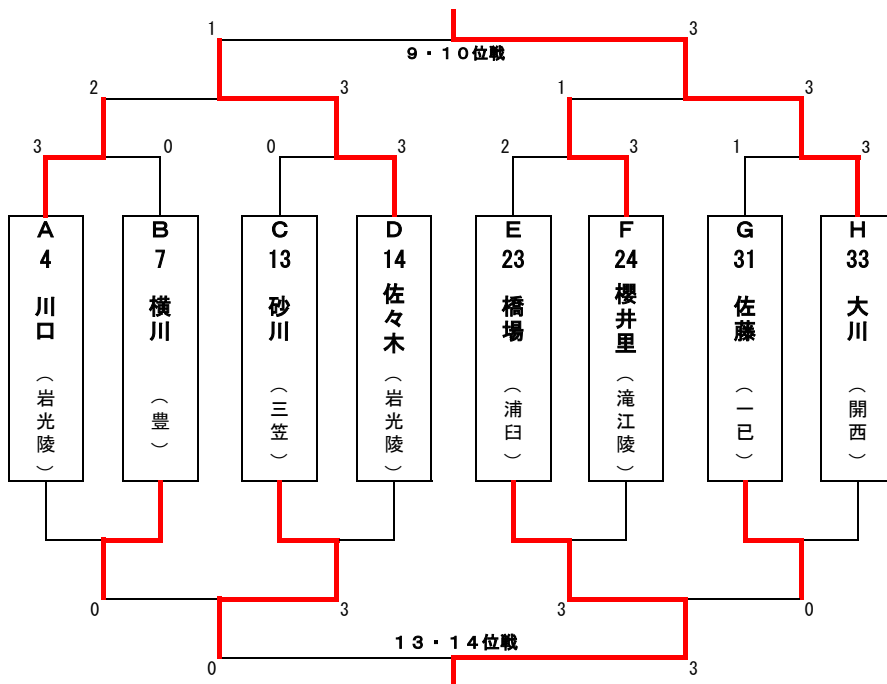 1 3
9・10位戦
2 3 1 3
3 0 0 3 2 3 1 3
A B C D E F G H
4 7 13 14 23 24 31 33
川口 横川 砂川 佐々木 橋場 櫻井里 佐藤 大川
（岩光陵） （豊） （三笠） （岩光陵） （浦臼） （滝江陵） （一已） （開西）
0 3 3 0
13・14位戦
0 3